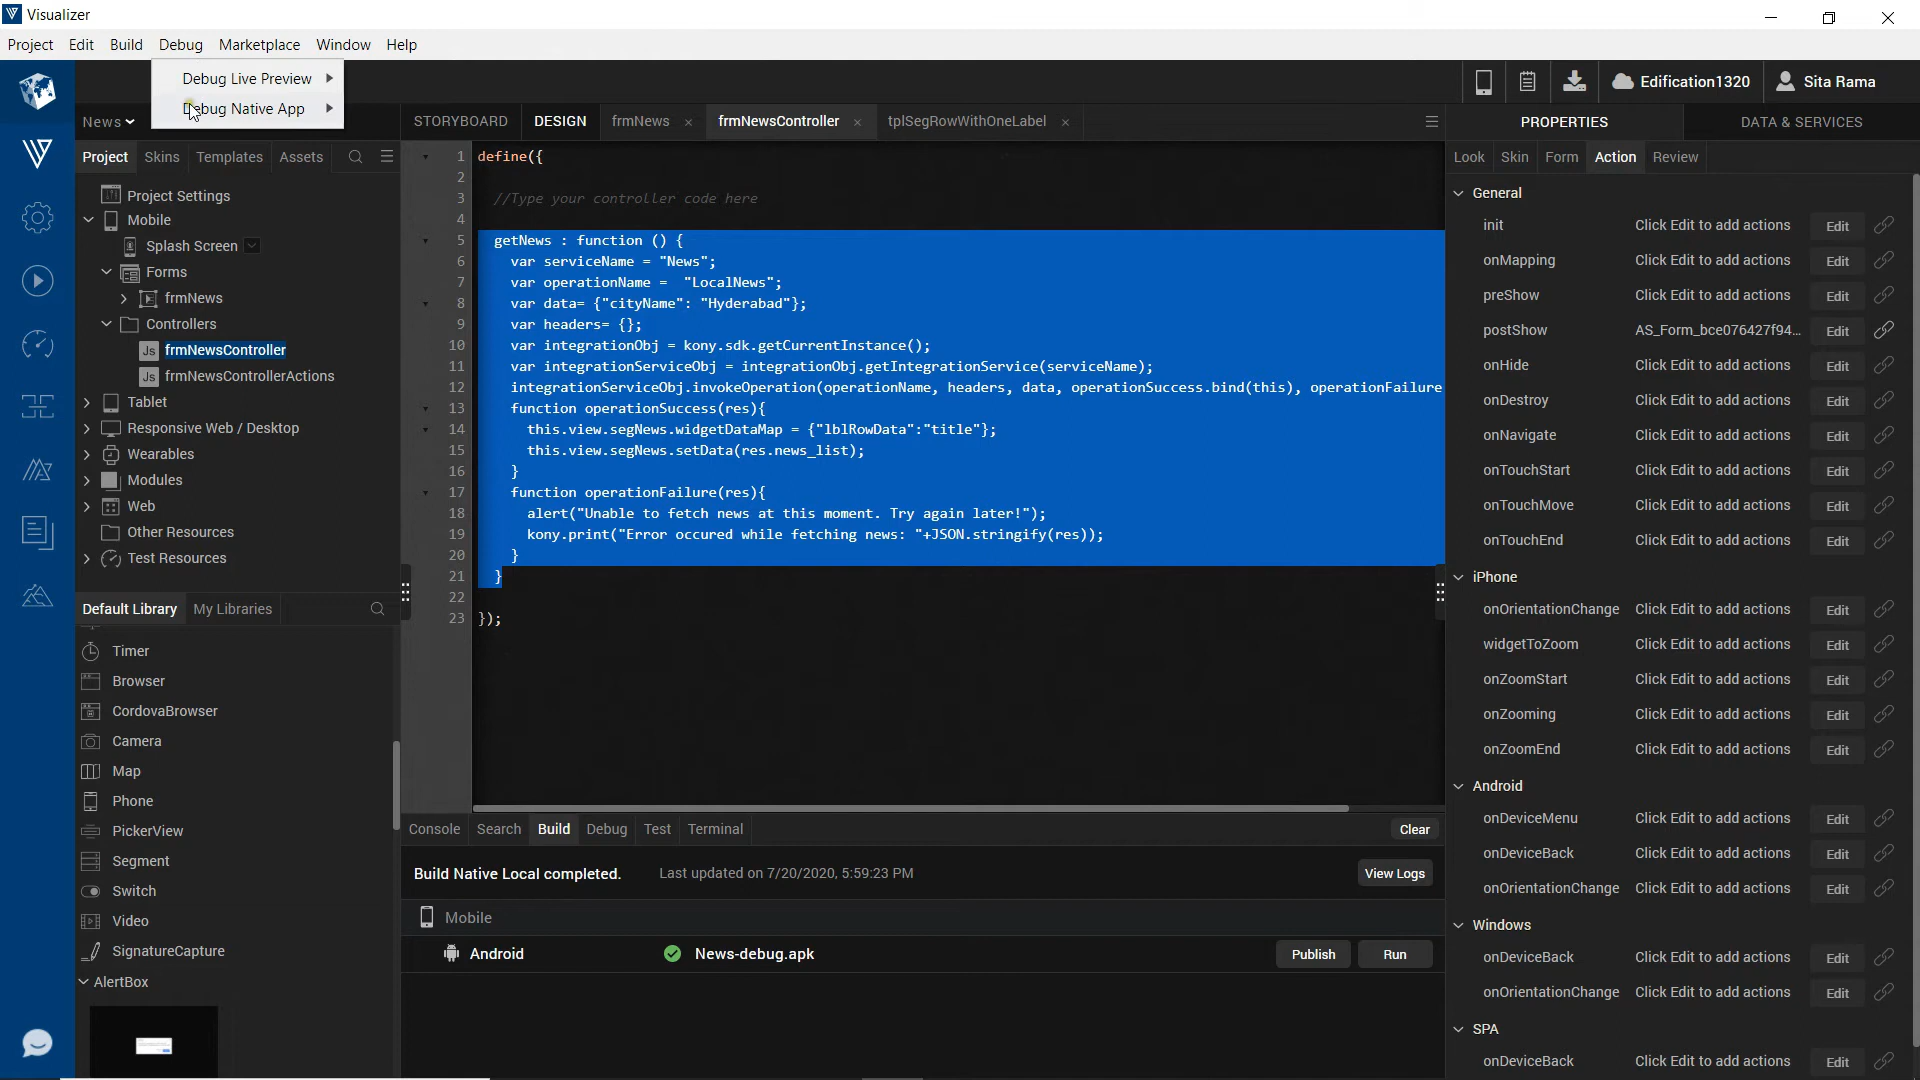 Visualizer
Project Edit Build Debug Marketplace Window Help
Debug Live Preview
Debug Native App
Edification1320
Sita Rama
News
STORYBOARD DESIGN frmNews frmNewsController tplSegRowWithOneLabel
PROPERTIES DATA & SERVICES
Project Skins Templates Assets
Look Skin Form Action Review
Project Settings
Mobile
Splash Screen
Forms
frmNews
Controllers
Js frmNewsController
Js frmNewsControllerActions
Tablet
Responsive Web / Desktop
Wearables
Modules
Web
Other Resources
Test Resources
Default Library My Libraries
Timer
Browser
CordovaBrowser
Camera
Map
Phone
PickerView
Segment
Switch
Video
SignatureCapture
AlertBox
1 define({
2
3 //Type your controller code here
4
5 getNews : function () {
6 var serviceName = "News";
7 var operationName = "LocalNews";
8 var data= {"cityName": "Hyderabad"};
9 var headers= {};
10 var integrationObj = kony.sdk.getCurrentInstance();
11 var integrationServiceObj = integrationObj.getIntegrationService(serviceName);
12 integrationServiceObj.invokeOperation(operationName, headers, data, operationSuccess.bind(this), operationFailure
13 function operationSuccess(res){
14 this.view.segNews.widgetDataMap = {"lblRowData":"title"};
15 this.view.segNews.setData(res.news_list);
16 }
17 function operationFailure(res){
18 alert("Unable to fetch news at this moment. Try again later!");
19 kony.print("Error occured while fetching news: "+JSON.stringify(res));
20 }
21 }
22
23 });
Console Search Build Debug Test Terminal Clear
Build Native Local completed. Last updated on 7/20/2020, 5:59:23 PM View Logs
Mobile
Android News-debug.apk Publish Run
General
init Click Edit to add actions Edit
onMapping Click Edit to add actions Edit
preShow Click Edit to add actions Edit
postShow AS_Form_bce076427f94... Edit
onHide Click Edit to add actions Edit
onDestroy Click Edit to add actions Edit
onNavigate Click Edit to add actions Edit
onTouchStart Click Edit to add actions Edit
onTouchMove Click Edit to add actions Edit
onTouchEnd Click Edit to add actions Edit
iPhone
onOrientationChange Click Edit to add actions Edit
widgetToZoom Click Edit to add actions Edit
onZoomStart Click Edit to add actions Edit
onZooming Click Edit to add actions Edit
onZoomEnd Click Edit to add actions Edit
Android
onDeviceMenu Click Edit to add actions Edit
onDeviceBack Click Edit to add actions Edit
onOrientationChange Click Edit to add actions Edit
Windows
onDeviceBack Click Edit to add actions Edit
onOrientationChange Click Edit to add actions Edit
SPA
onDeviceBack Click Edit to add actions Edit